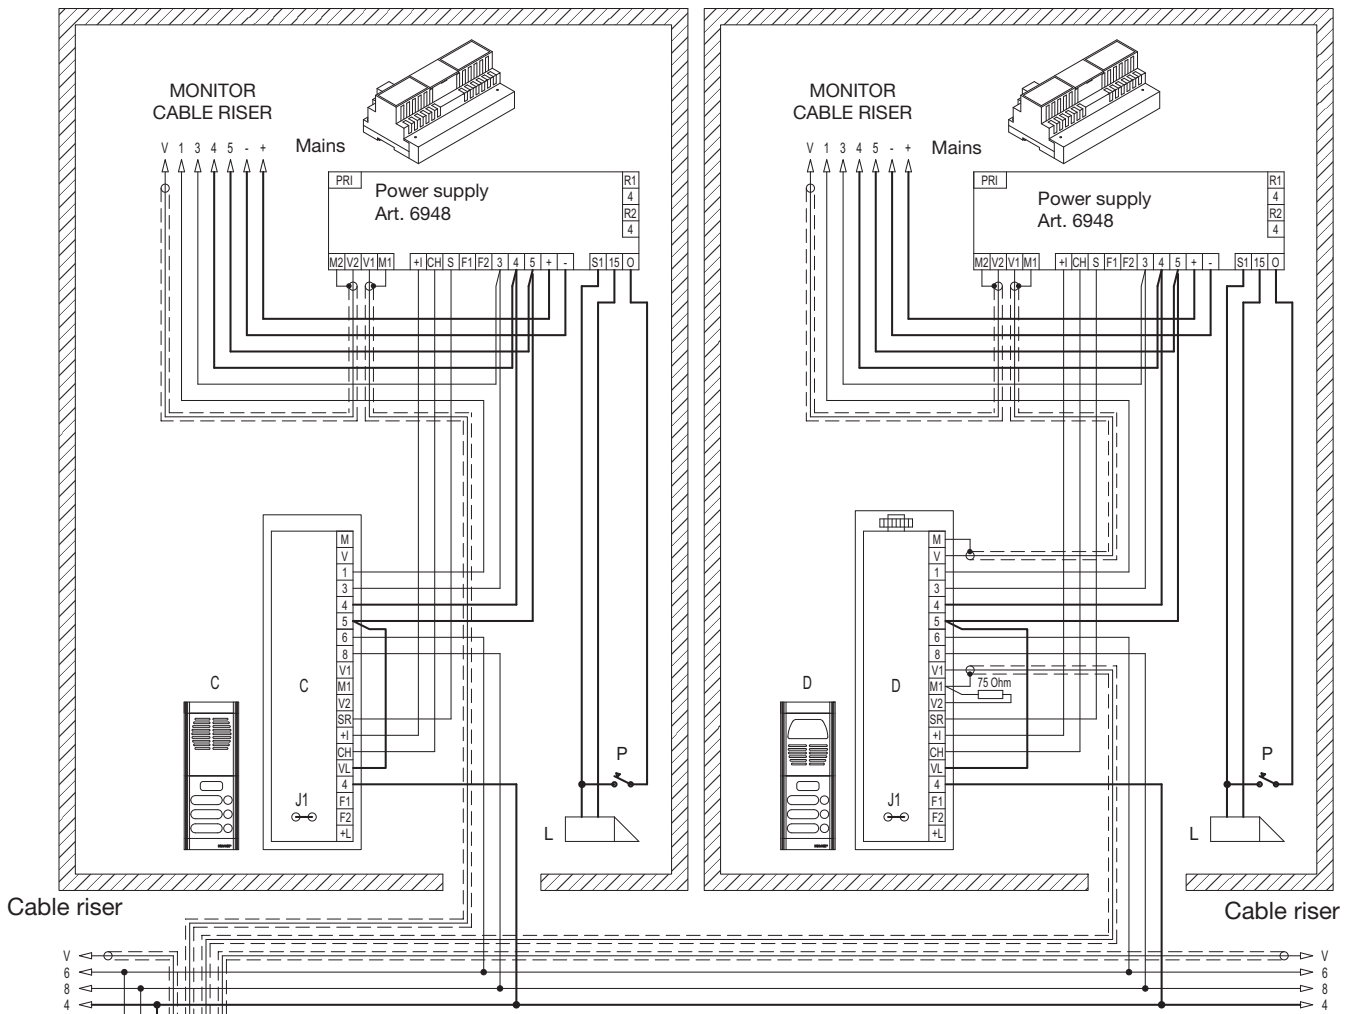 MONITOR
CABLE RISER
V 1 3 4 5 - +
Mains
PRI
Power supply
Art. 6948
R1
4
R2
4
M2 V2 V1 M1 +I CH S F1 F2 3 4 5 + - S1 15 O
M
V
1
3
4
5
6
8
V1
M1
V2
SR
+I
CH
VL
4
F1
F2
+L
C
C
J1
P
L
MONITOR
CABLE RISER
V 1 3 4 5 - +
Mains
PRI
Power supply
Art. 6948
R1
4
R2
4
M2 V2 V1 M1 +I CH S F1 F2 3 4 5 + - S1 15 O
M
V
1
3
4
5
6
8
V1
M1
V2
SR
+I
CH
VL
4
F1
F2
+L
75 Ohm
D
D
J1
P
L
Cable riser
Cable riser
V
6
8
4
V
6
8
4